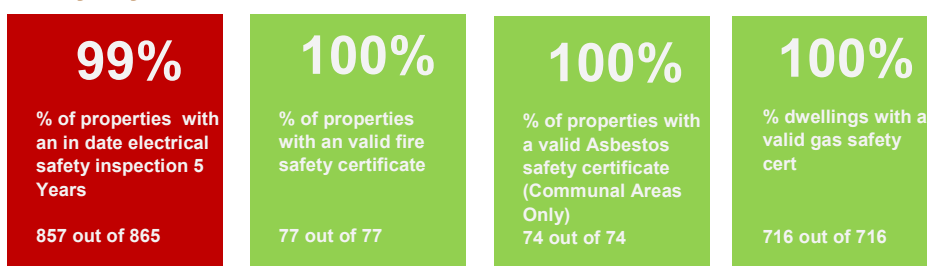 99%
% of properties with
an in date electrical
safety inspection 5
Years
857 out of 865
100%
% of properties
with an valid fire
safety certificate
77 out of 77
100%
% of properties with
a valid Asbestos
safety certificate
(Communal Areas
Only)
74 out of 74
100%
% dwellings with a
valid gas safety
cert
716 out of 716